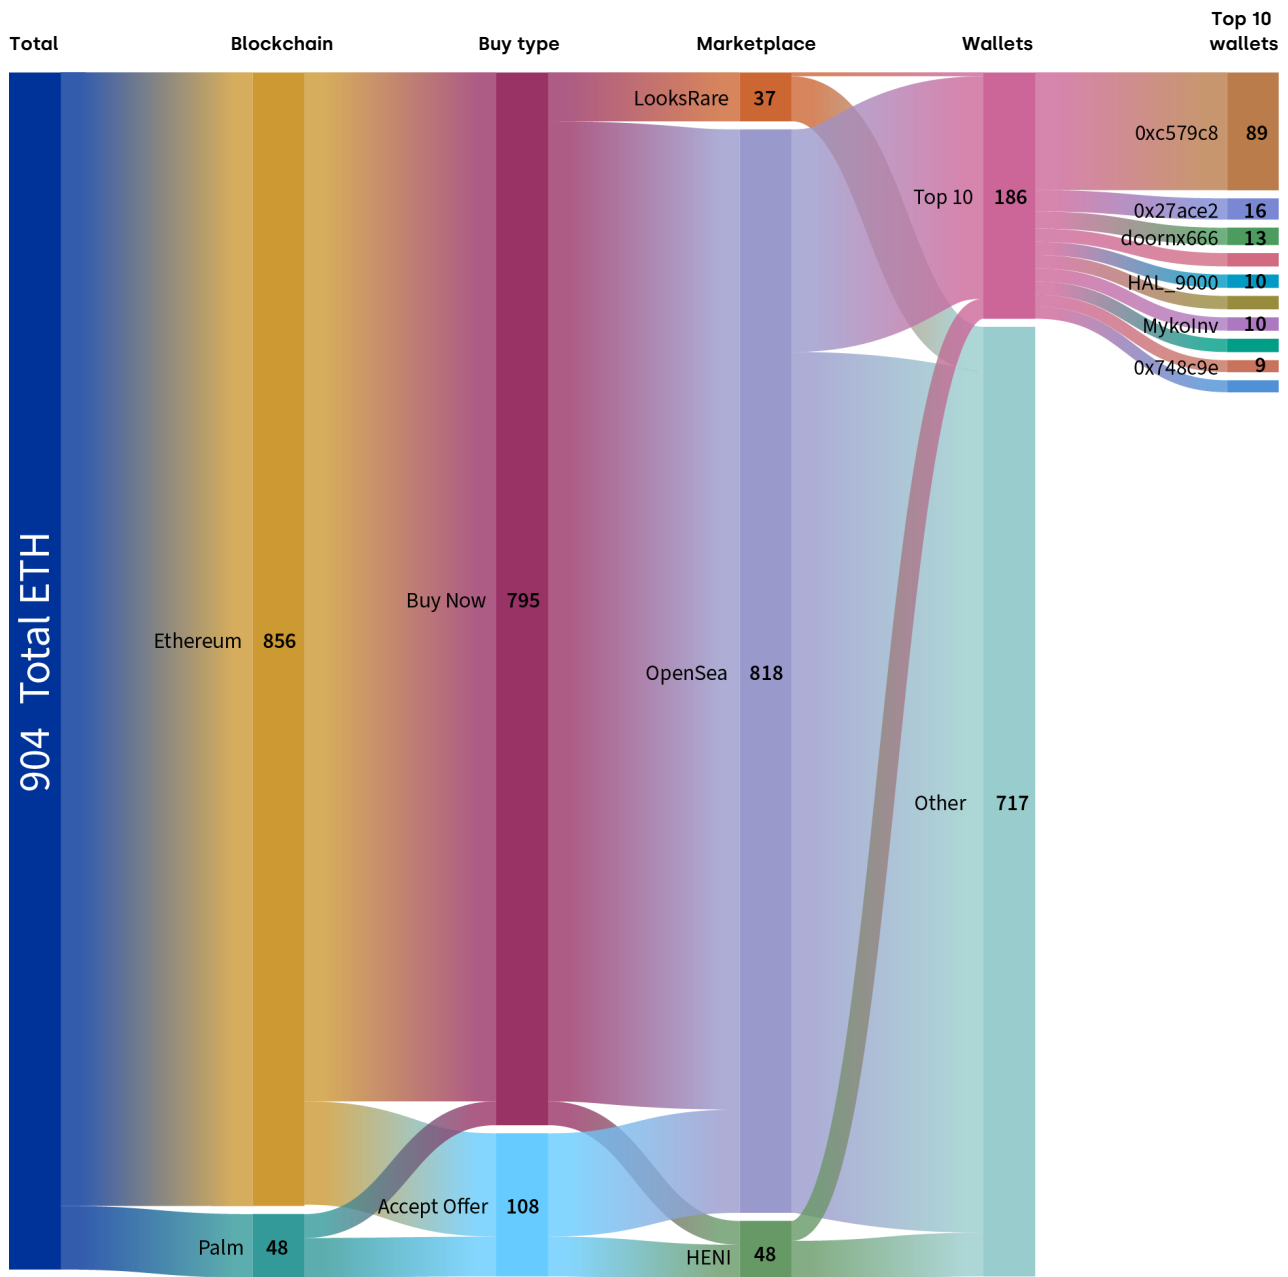 Total
Blockchain
Buy type
Marketplace
Wallets
Top 10
wallets
LooksRare 37
0xc579c8 89
Top 10 186
0x27ace2 16
doornx666 13
HAL_9000 10
MykoInv 10
0x748c9e 9
904 Total ETH
Buy Now 795
Ethereum 856
OpenSea 818
Other 717
Accept Offer 108
Palm 48
HENI 48